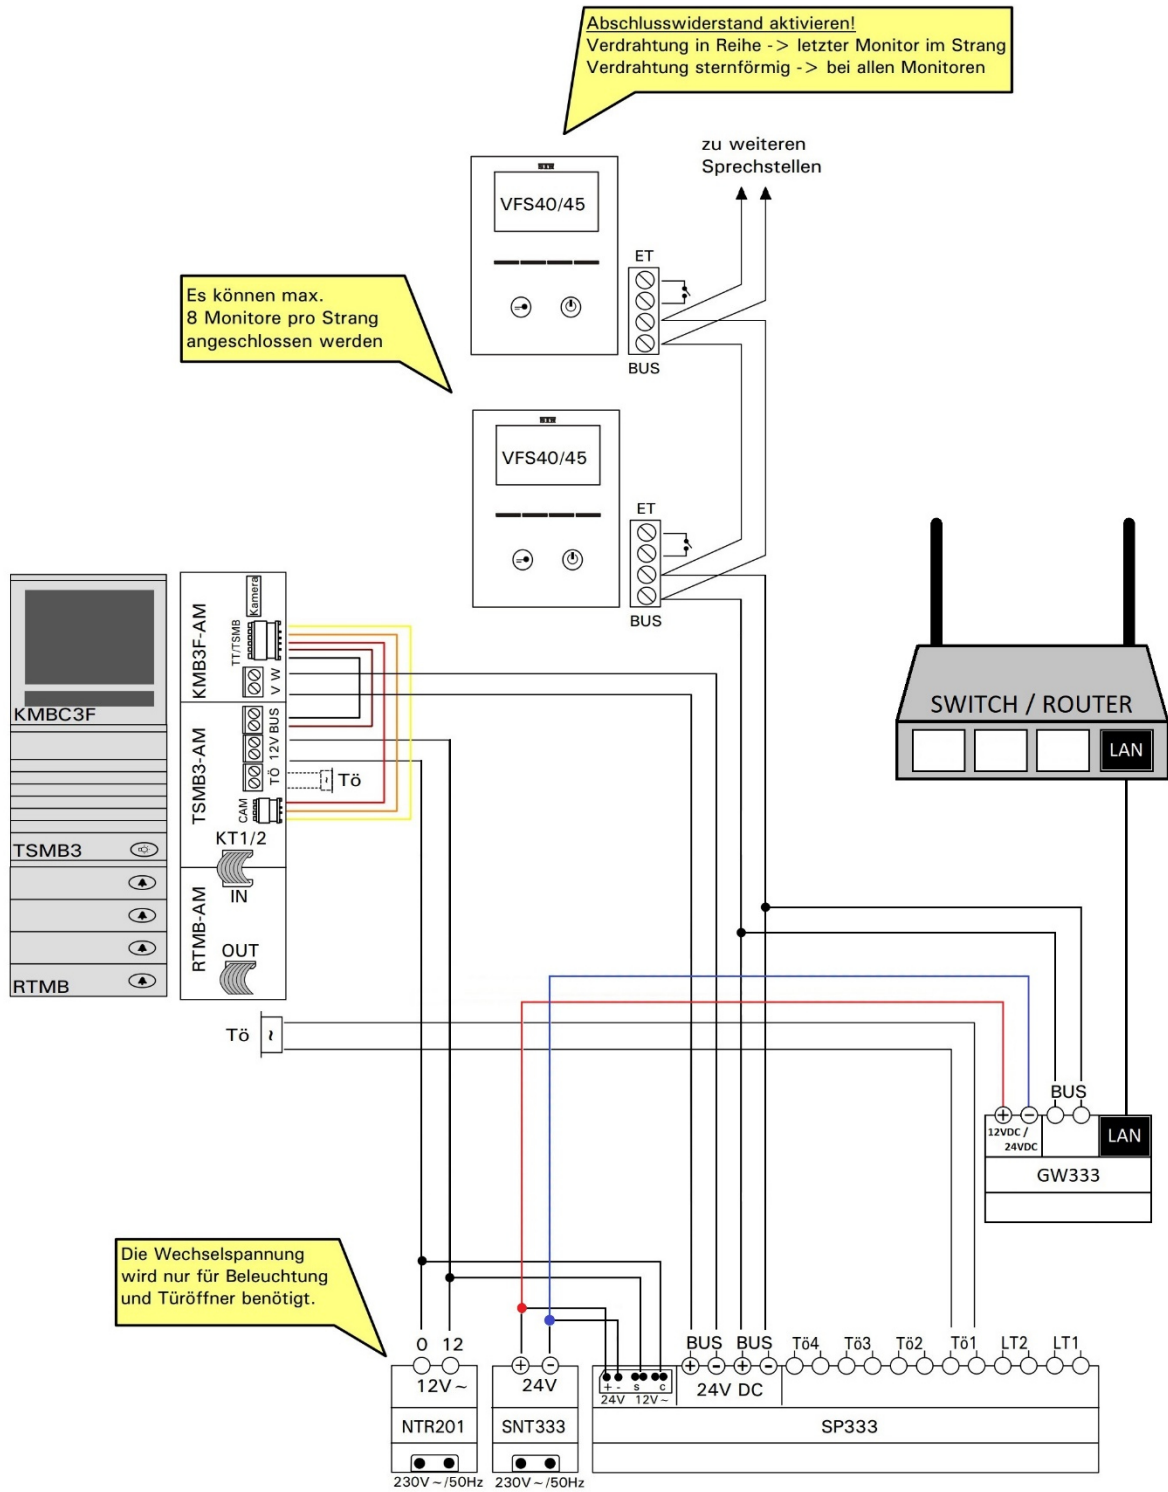 Abschlusswiderstand aktivieren!
Verdrahtung in Reihe -> letzter Monitor im Strang
Verdrahtung sternförmig -> bei allen Monitoren
zu weiteren
Sprechstellen
VFS40/45
ET
BUS
Es können max.
8 Monitore pro Strang
angeschlossen werden
VFS40/45
ET
BUS
KMBC3F
TSMB3
RTMB
KMB3F-AM
Kamera
TT/TSMB
V W
TSMB3-AM
BUS
12V
TÖ
CAM
Tö
KT1/2
IN
RTMB-AM
OUT
SWITCH / ROUTER
LAN
Tö
~
BUS
+ -
12VDC /
24VDC
LAN
GW333
Die Wechselspannung
wird nur für Beleuchtung
und Türöffner benötigt.
0 12
12V~
NTR201
230V~/50Hz
+ -
24V
SNT333
230V~/50Hz
BUS BUS Tö4 Tö3 Tö2 Tö1 LT2 LT1
+ - + -
+ - s c
24V 12V~
24V DC
SP333